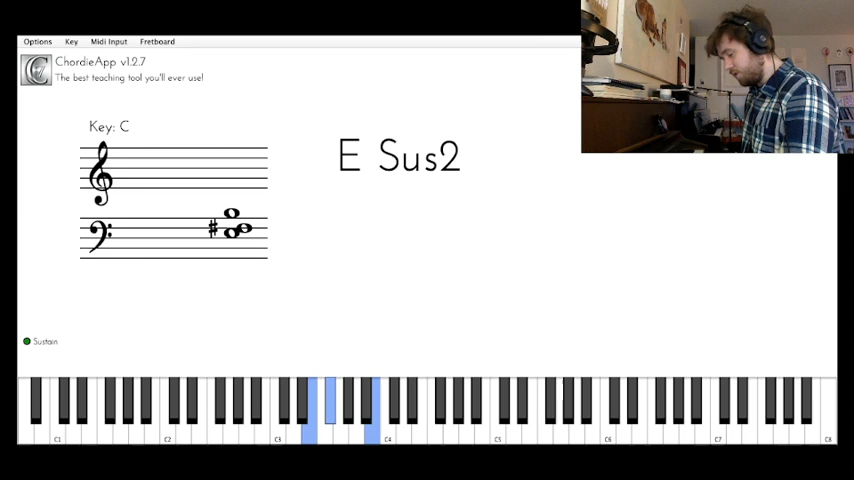 Options Key Midi Input Fretboard
ChordieApp v1.2.7
The best teaching tool you'll ever use!
Key: C
E Sus2
Sustain
C1 C2 C3 C4 C5 C6 C7 C8